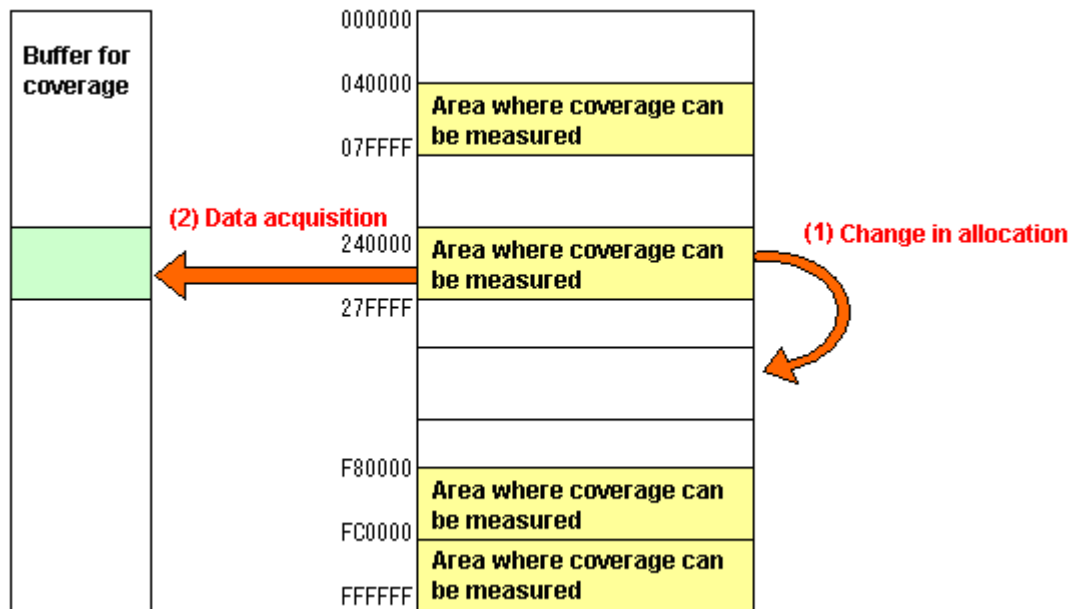 Buffer for
coverage
000000
040000
Area where coverage can
be measured
07FFFF
(2) Data acquisition
240000
Area where coverage can
be measured
(1) Change in allocation
27FFFF
F80000
Area where coverage can
be measured
FC0000
Area where coverage can
be measured
FFFFFF